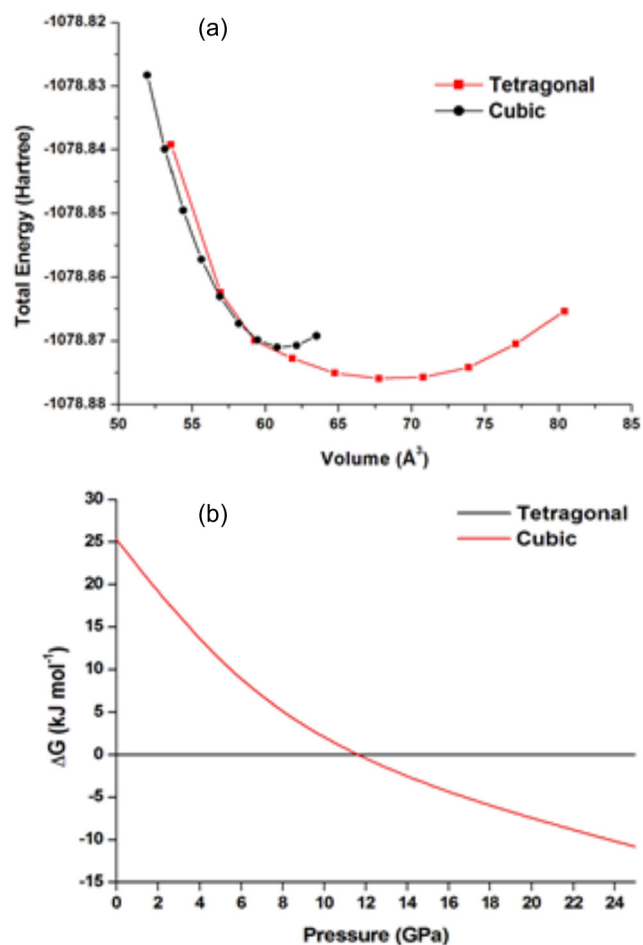 (a)
-1078.82
-1078.83
-1078.84
-1078.85
-1078.86
-1078.87
-1078.88
Total Energy (Hartree)
Tetragonal
Cubic
50 55 60 65 70 75 80 85
Volume (Å³)
(b)
30
25
20
15
10
5
0
-5
-10
-15
ΔG (kJ mol⁻¹)
Tetragonal
Cubic
0 2 4 6 8 10 12 14 16 18 20 22 24
Pressure (GPa)